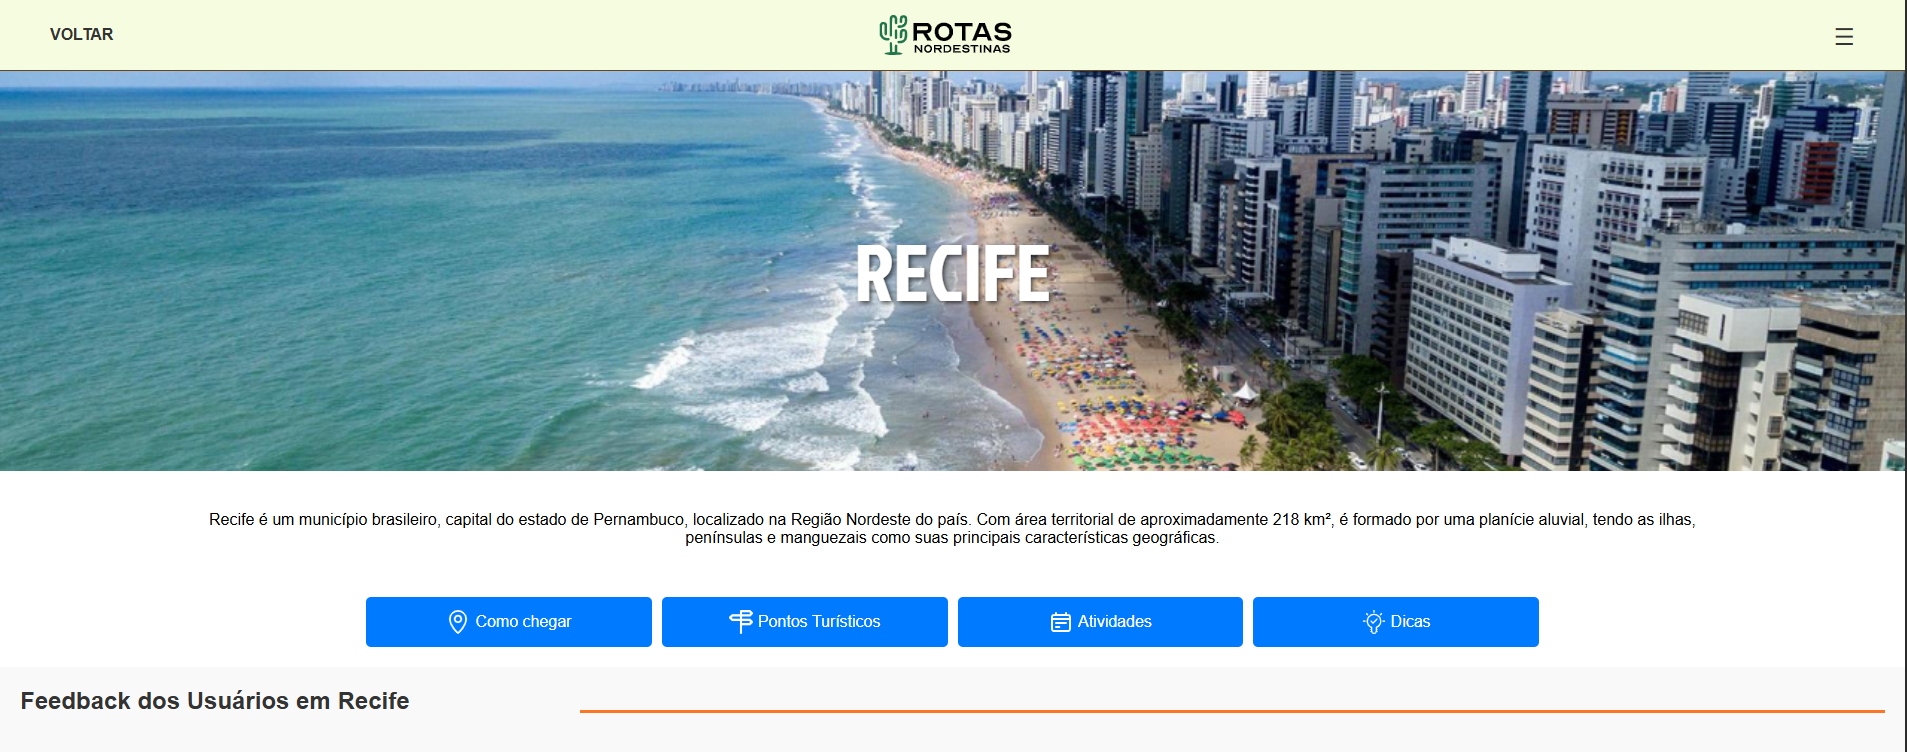 VOLTAR
ROTAS
NORDESTINAS
RECIFE
Recife é um município brasileiro, capital do estado de Pernambuco, localizado na Região Nordeste do país. Com área territorial de aproximadamente 218 km², é formado por uma planície aluvial, tendo as ilhas,
penínsulas e manguezais como suas principais características geográficas.
Como chegar
Pontos Turísticos
Atividades
Dicas
Feedback dos Usuários em Recife